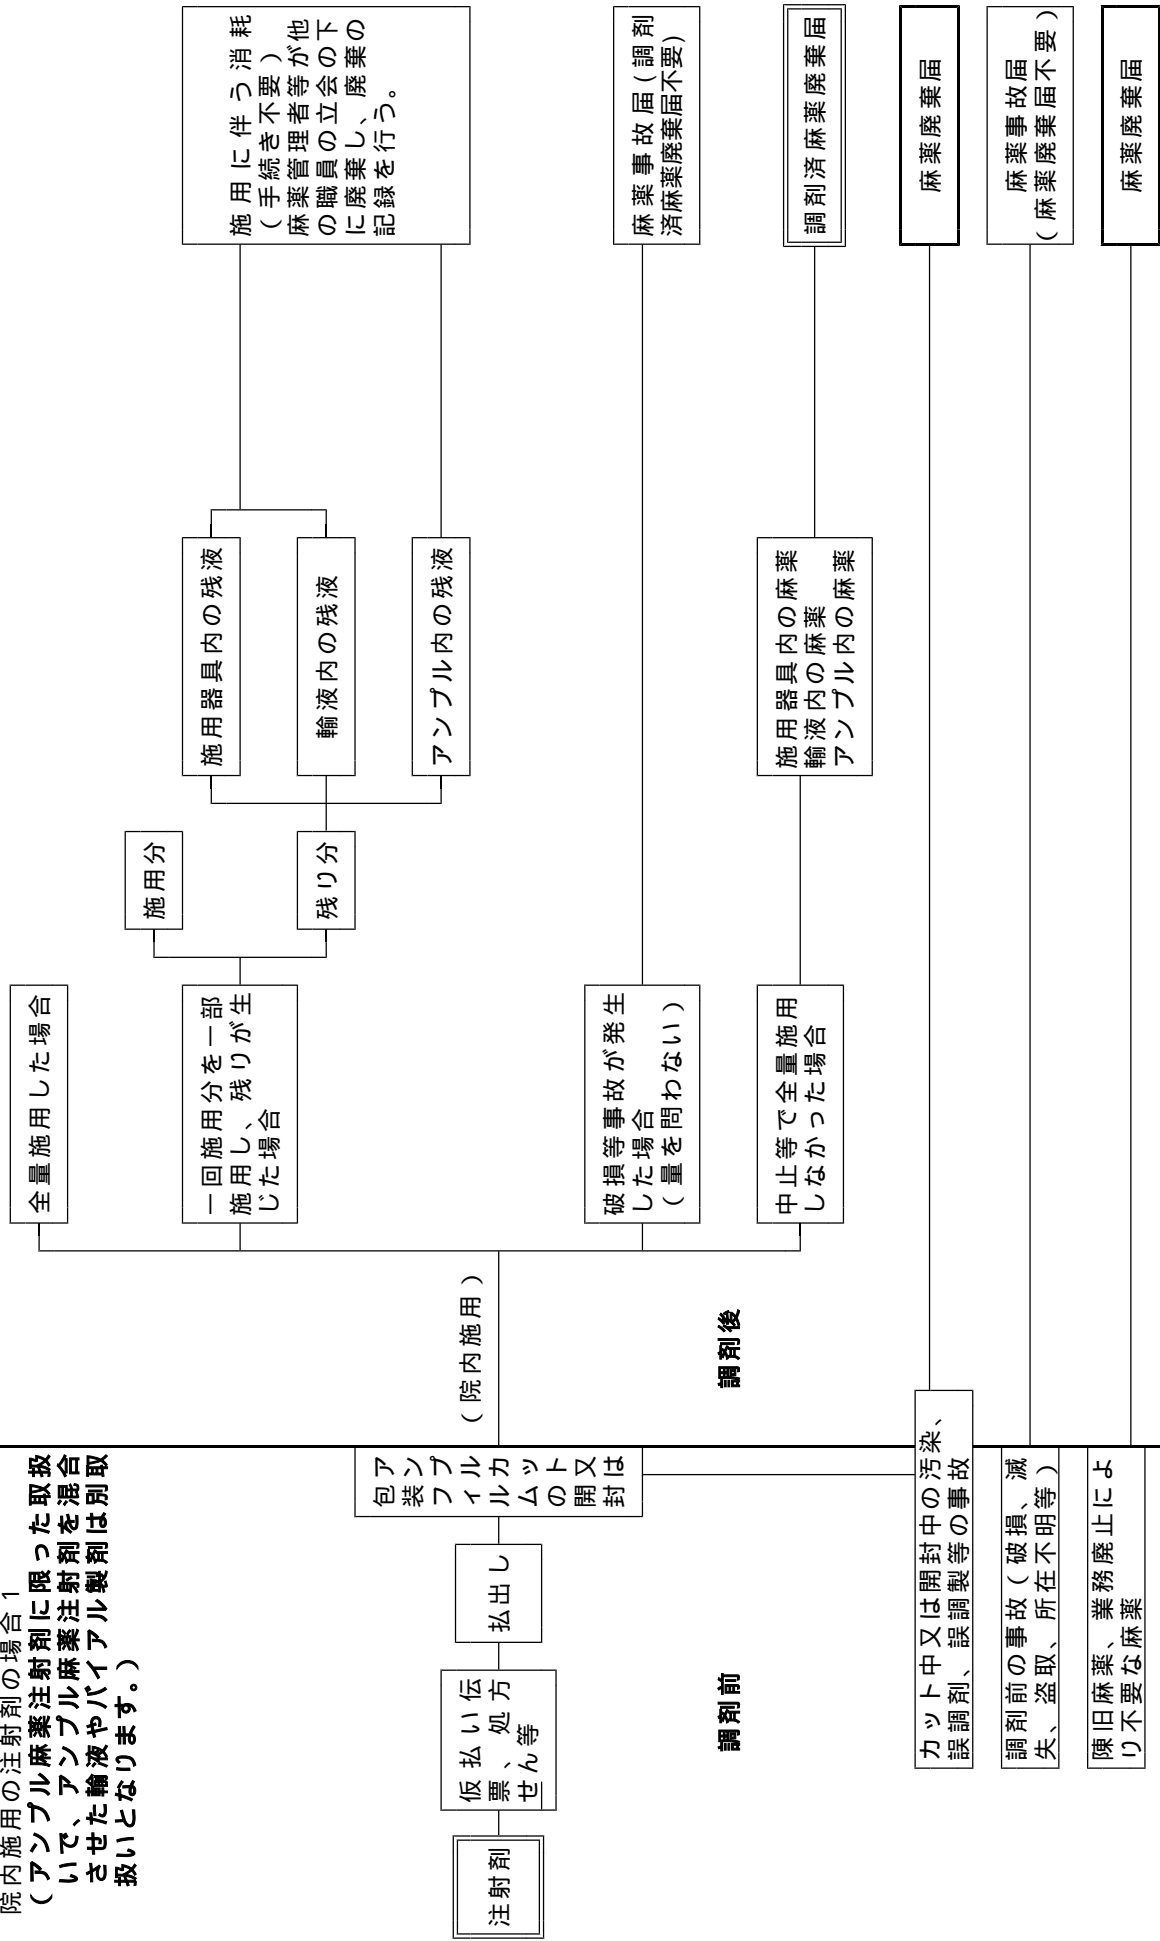 院内施用の注射剤の場合1
（アンプル麻薬注射剤に限った取扱
いで、アンプル麻薬注射剤を混合
させた輸液やバイアル製剤は別取
扱いとなります。）
注射剤
仮払い伝
票、処方
せん等
払出し
アンプルカット又は
包装フィルムの開封
調剤前
調剤後
（院内施用）
全量施用した場合
一回施用分を一部
施用し、残りが生
じた場合
施用分
残り分
施用器具内の残液
輸液内の残液
アンプル内の残液
施用に伴う消耗
（手続き不要）
麻薬管理者等が他
の職員の立会の下
に廃棄し、廃棄の
記録を行う。
破損等事故が発生
した場合
（量を問わない）
麻薬事故届（調剤
済麻薬廃棄届不要）
中止等で全量施用
しなかった場合
施用器具内の麻薬
輸液内の麻薬
アンプル内の麻薬
調剤済麻薬廃棄届
カット中又は開封中の汚染、
誤調剤、誤調製等の事故
麻薬廃棄届
調剤前の事故（破損、滅
失、盗取、所在不明等）
麻薬事故届
（麻薬廃棄届不要）
陳旧麻薬、業務廃止によ
り不要な麻薬
麻薬廃棄届